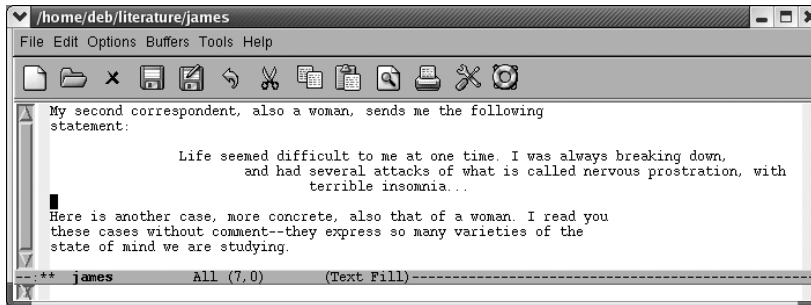 /home/deb/literature/james
File Edit Options Buffers Tools Help
My second correspondent, also a woman, sends me the following
statement:
Life seemed difficult to me at one time. I was always breaking down,
and had several attacks of what is called nervous prostration, with
terrible insomnia...
Here is another case, more concrete, also that of a woman. I read you
these cases without comment--they express so many varieties of the
state of mind we are studying.
--:** james All (7,0) (Text Fill)--------------------------------------------------